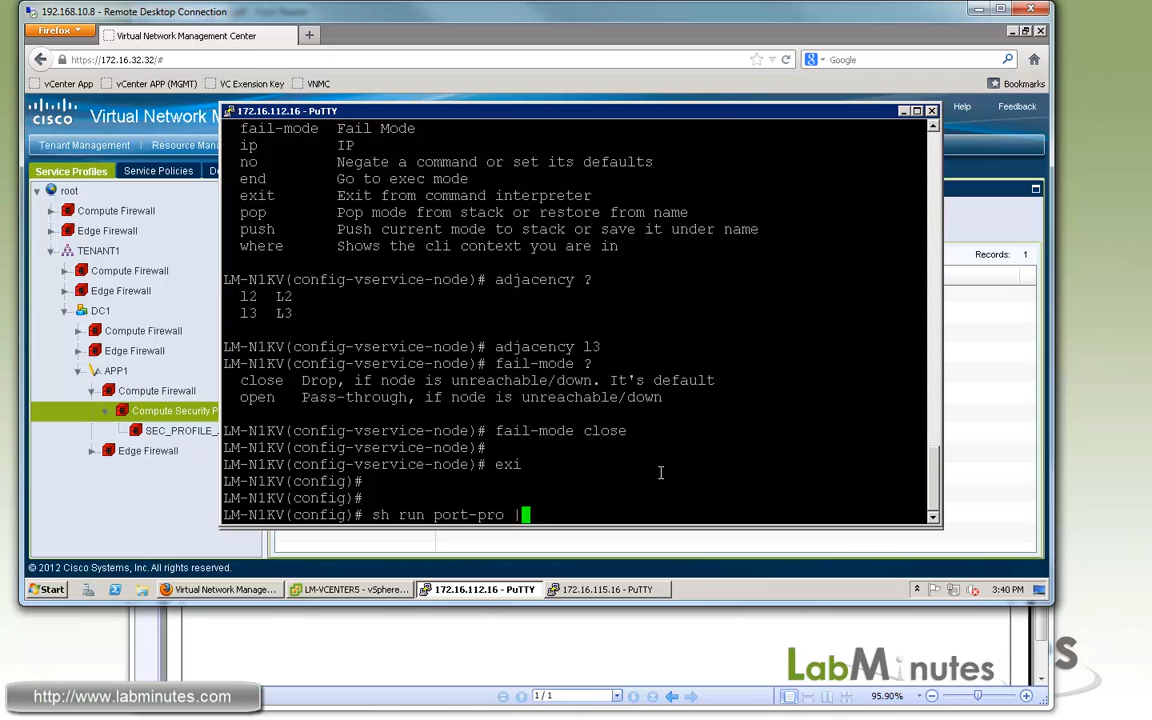 192.168.10.8 - Remote Desktop Connection
Firefox
Virtual Network Management Center
https://172.16.32.32/#
Google
vCenter App
vCenter APP (MGMT)
VC Exension Key
VNMC
Bookmarks
CISCO
Virtual Network M
Help
Feedback
Tenant Management
Resource Mana
Service Profiles
Service Policies
D
root
Compute Firewall
Edge Firewall
TENANT1
Compute Firewall
Edge Firewall
DC1
Compute Firewall
Edge Firewall
APP1
Compute Firewall
Compute Security P
SEC_PROFILE_
Edge Firewall
Records: 1
172.16.112.16 - PuTTY
fail-mode Fail Mode
ip IP
no Negate a command or set its defaults
end Go to exec mode
exit Exit from command interpreter
pop Pop mode from stack or restore from name
push Push current mode to stack or save it under name
where Shows the cli context you are in
LM-N1KV(config-vservice-node)# adjacency ?
l2 L2
l3 L3
LM-N1KV(config-vservice-node)# adjacency l3
LM-N1KV(config-vservice-node)# fail-mode ?
close Drop, if node is unreachable/down. It's default
open Pass-through, if node is unreachable/down
LM-N1KV(config-vservice-node)# fail-mode close
LM-N1KV(config-vservice-node)#
LM-N1KV(config-vservice-node)# exi
LM-N1KV(config)#
LM-N1KV(config)#
LM-N1KV(config)# sh run port-pro |
© 2012 Cisco Systems, Inc. All rights reserved.
Start
Virtual Network Manage...
LM-VCENTER5 - vSphere...
172.16.112.16 - PuTTY
172.16.115.16 - PuTTY
3:40 PM
LabMinutes
s
http://www.labminutes.com
1 / 1
95.90%